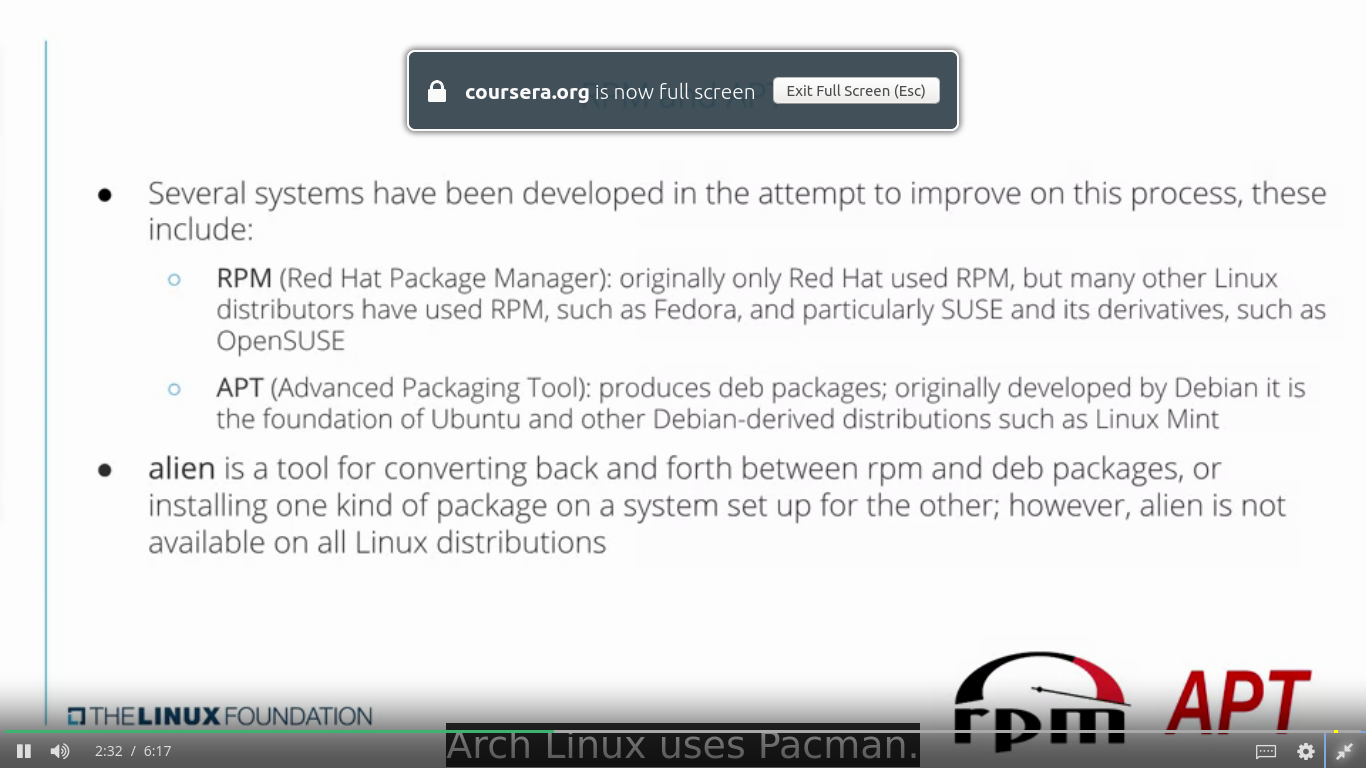 coursera.org is now full screen
Exit Full Screen (Esc)
RPM and APT
● Several systems have been developed in the attempt to improve on this process, these
include:
○ RPM (Red Hat Package Manager): originally only Red Hat used RPM, but many other Linux
distributors have used RPM, such as Fedora, and particularly SUSE and its derivatives, such as
OpenSUSE
○ APT (Advanced Packaging Tool): produces deb packages; originally developed by Debian it is
the foundation of Ubuntu and other Debian-derived distributions such as Linux Mint
● alien is a tool for converting back and forth between rpm and deb packages, or
installing one kind of package on a system set up for the other; however, alien is not
available on all Linux distributions
THE LINUX FOUNDATION
rpm
APT
Arch Linux uses Pacman.
2:32 / 6:17